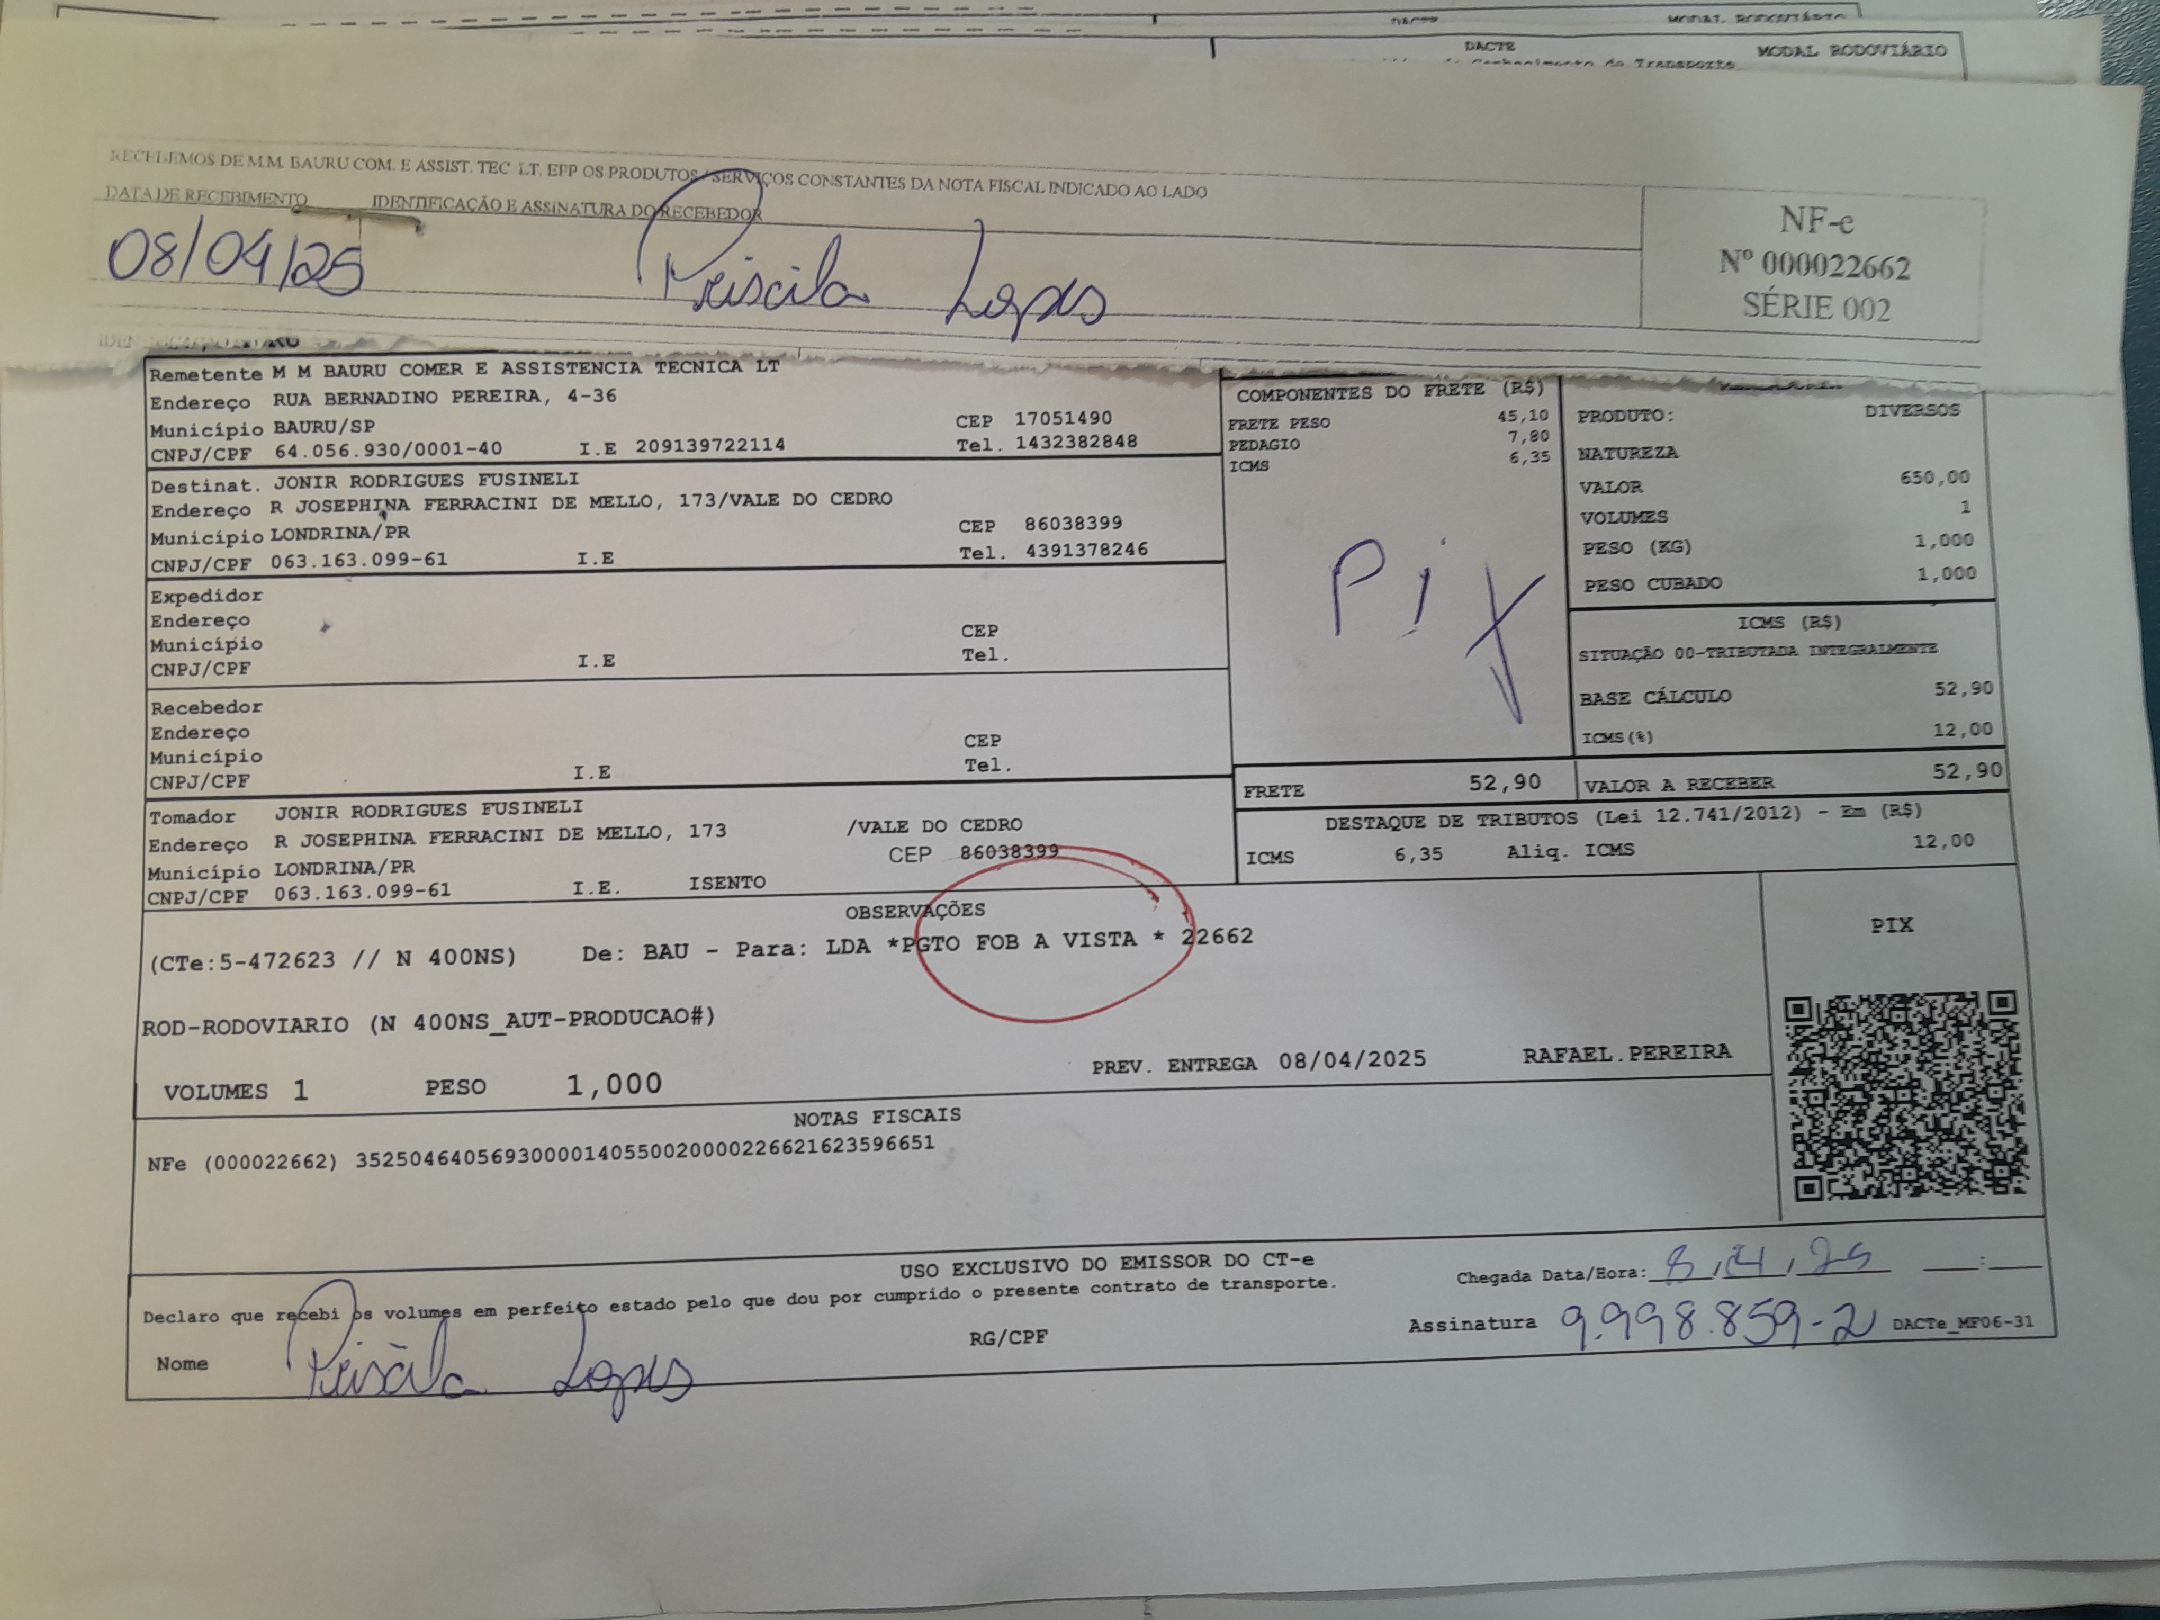 DACTE MODAL RODOVIÁRIO
RECEBEMOS DE M.M. BAURU COM. E ASSIST. TEC. LT. EPP OS PRODUTOS / SERVIÇOS CONSTANTES DA NOTA FISCAL INDICADO AO LADO
DATA DE RECEBIMENTO IDENTIFICAÇÃO E ASSINATURA DO RECEBEDOR
08/04/25 Priscila Lopes
NF-e
Nº 000022662
SÉRIE 002
Remetente M M BAURU COMER E ASSISTENCIA TECNICA LT
Endereço RUA BERNADINO PEREIRA, 4-36
Município BAURU/SP CEP 17051490
CNPJ/CPF 64.056.930/0001-40 I.E 209139722114 Tel. 1432382848
Destinat. JONIR RODRIGUES FUSINELI
Endereço R JOSEPHINA FERRACINI DE MELLO, 173/VALE DO CEDRO
Município LONDRINA/PR CEP 86038399
CNPJ/CPF 063.163.099-61 I.E Tel. 4391378246
Expedidor
Endereço
Município CEP
CNPJ/CPF I.E Tel.
Recebedor
Endereço
Município CEP
CNPJ/CPF I.E Tel.
Tomador JONIR RODRIGUES FUSINELI
Endereço R JOSEPHINA FERRACINI DE MELLO, 173 /VALE DO CEDRO
Município LONDRINA/PR CEP 86038399
CNPJ/CPF 063.163.099-61 I.E. ISENTO
COMPONENTES DO FRETE (R$)
FRETE PESO 45,10
PEDAGIO 7,80
ICMS 6,35
Pix
FRETE 52,90
PRODUTO: DIVERSOS
NATUREZA
VALOR 650,00
VOLUMES 1
PESO (KG) 1,000
PESO CUBADO 1,000
ICMS (R$)
SITUAÇÃO 00-TRIBUTADA INTEGRALMENTE
BASE CÁLCULO 52,90
ICMS(%) 12,00
VALOR A RECEBER 52,90
DESTAQUE DE TRIBUTOS (Lei 12.741/2012) - Em (R$)
ICMS 6,35 Aliq. ICMS 12,00
OBSERVAÇÕES
(CTe:5-472623 // N 400NS) De: BAU - Para: LDA *PGTO FOB A VISTA * 22662
ROD-RODOVIARIO (N 400NS_AUT-PRODUCAO#)
VOLUMES 1 PESO 1,000 PREV. ENTREGA 08/04/2025 RAFAEL.PEREIRA
PIX
NOTAS FISCAIS
NFe (000022662) 35250464056930000140550020000226621623596651
USO EXCLUSIVO DO EMISSOR DO CT-e
Declaro que recebi os volumes em perfeito estado pelo que dou por cumprido o presente contrato de transporte.
Chegada Data/Hora: 8,4,25 :
Nome Priscila Lopes RG/CPF Assinatura 9.998.859-2 DACTe_MF06-31